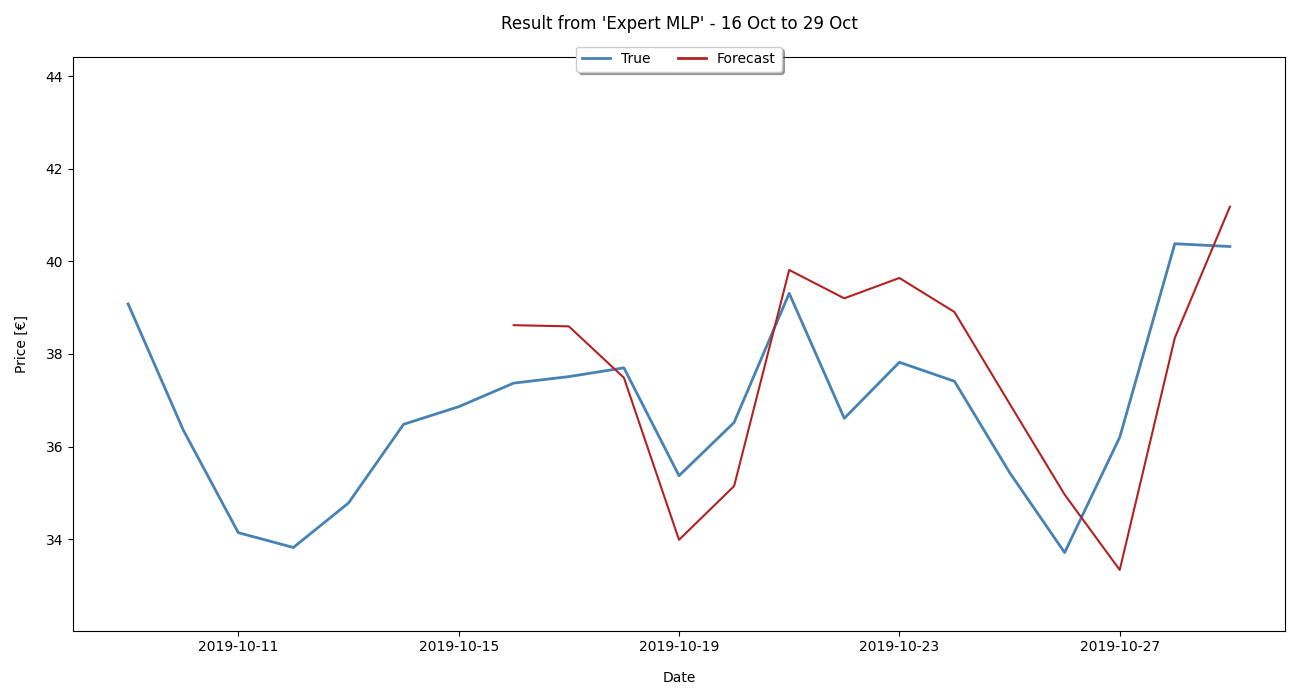 Result from 'Expert MLP' - 16 Oct to 29 Oct
True Forecast
44
42
40
38
36
34
Price [€]
2019-10-11 2019-10-15 2019-10-19 2019-10-23 2019-10-27
Date